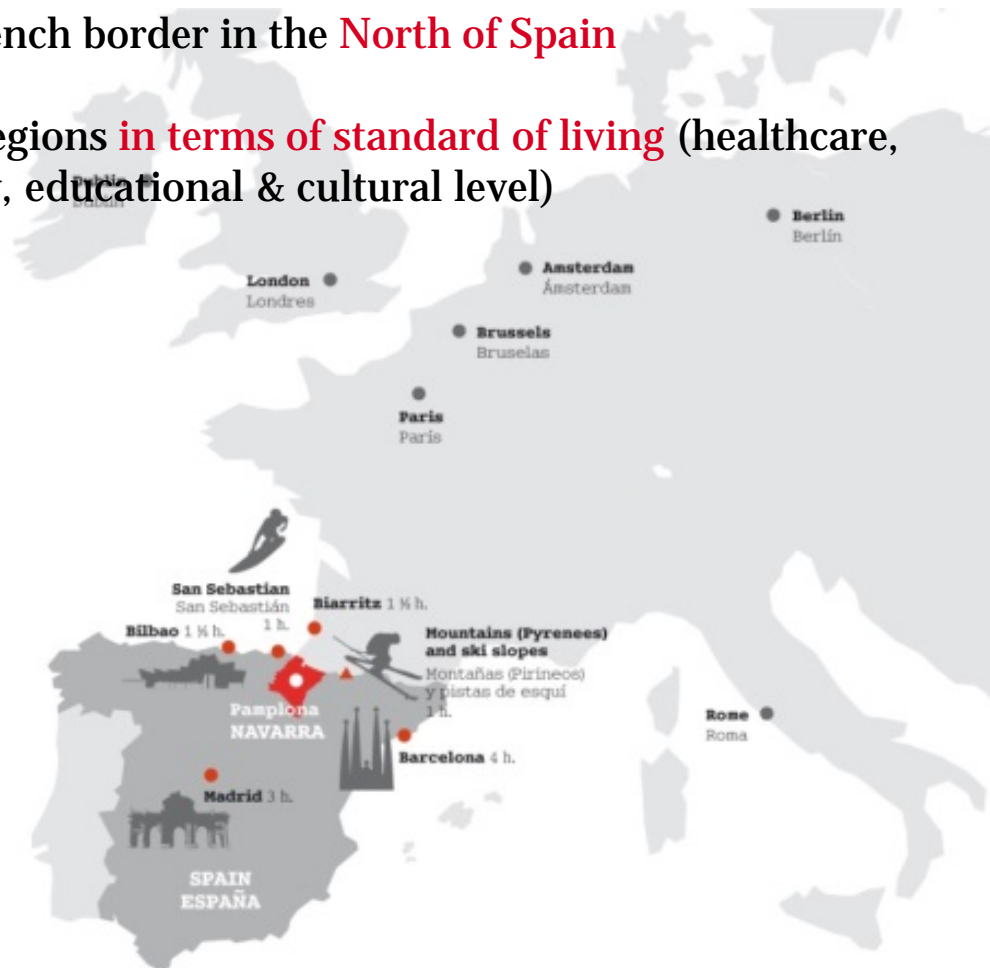 ench border in the North of Spain
egions in terms of standard of living (healthcare,
, educational & cultural level)
Dublin
Dublín
Berlin
Berlín
Amsterdam
Ámsterdam
London
Londres
Brussels
Bruselas
Paris
París
San Sebastian
San Sebastián
1 h.
Biarritz 1 ½ h.
Bilbao 1 ½ h.
Mountains (Pyrenees)
and ski slopes
Montañas (Pirineos)
y pistas de esquí
1 h.
Pamplona
NAVARRA
Rome
Roma
Barcelona 4 h.
Madrid 3 h.
SPAIN
ESPAÑA